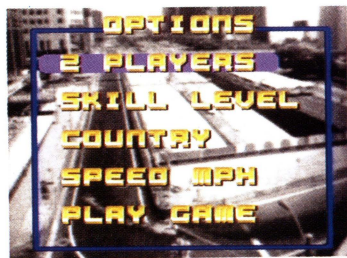 OPTIONS
2 PLAYERS
SKILL LEVEL
COUNTRY
SPEED MPH
PLAY GAME